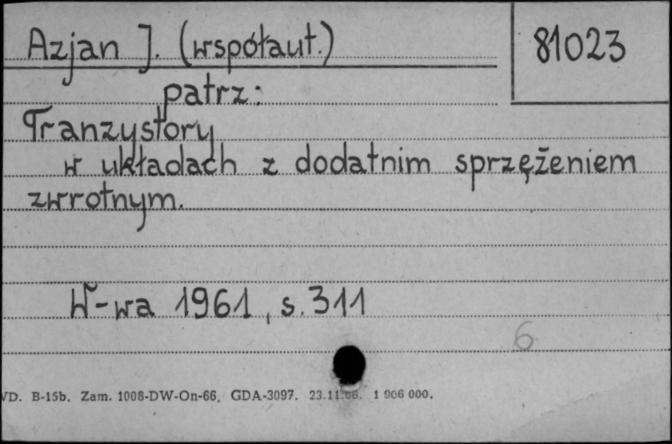 Azjan J. (współaut.)
81023
patrz:
Tranzystory
w układach z dodatnim sprzężeniem
zwrotnym.
W-wa 1961, s. 311
6
VD. B-15b. Zam. 1008-DW-On-66. GDA-3097. 23.11.66. 1 906 000.